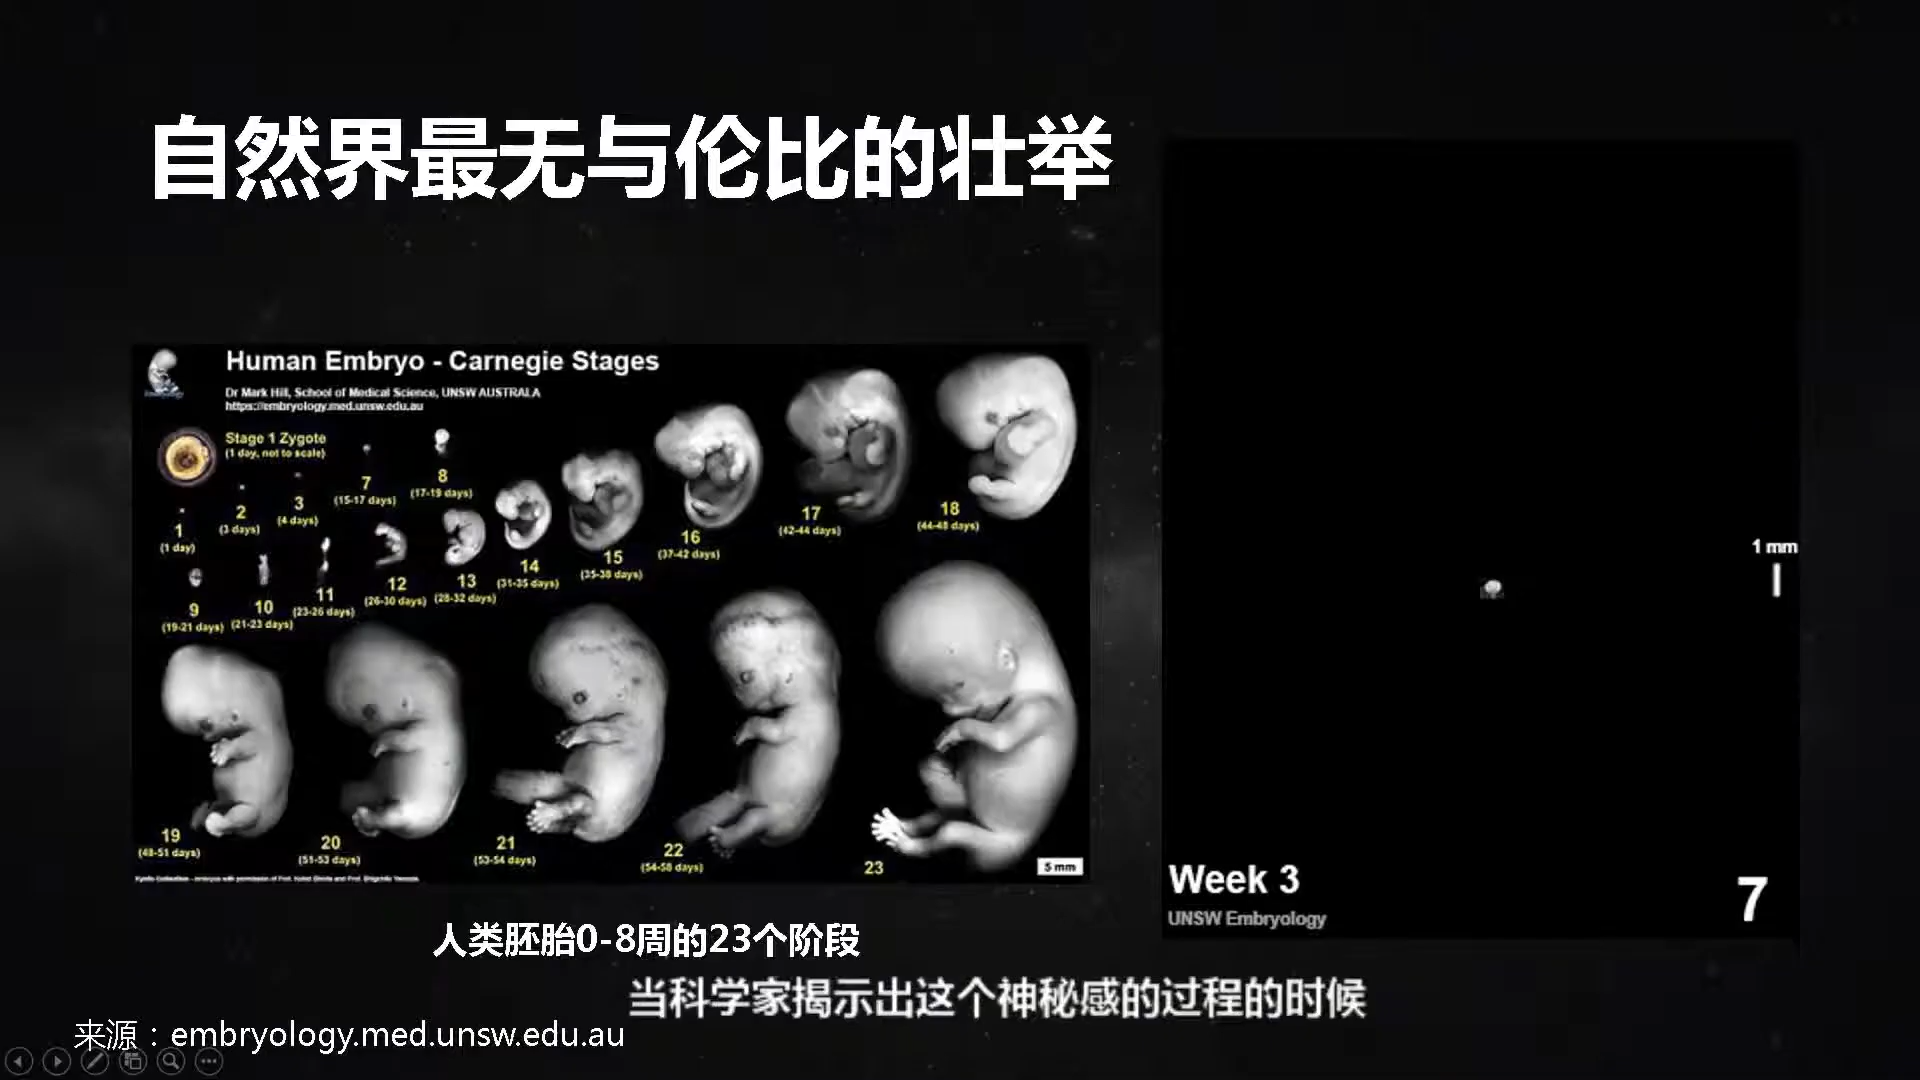 自然界最无与伦比的壮举
Human Embryo - Carnegie Stages
Dr Mark Hill, School of Medical Science, UNSW AUSTRALA
https://embryology.med.unsw.edu.au
Stage 1 Zygote
(1 day, not to scale)
1
(1 day)
2
(3 days)
3
(4 days)
7
(15-17 days)
8
(17-19 days)
9
(19-21 days)
10
(21-23 days)
11
(23-26 days)
12
(26-30 days)
13
(28-32 days)
14
(31-35 days)
15
(35-38 days)
16
(37-42 days)
17
(42-44 days)
18
(44-48 days)
19
(48-51 days)
20
(51-53 days)
21
(53-54 days)
22
(54-58 days)
23
5 mm
1 mm
Week 3
UNSW Embryology
7
人类胚胎0-8周的23个阶段
当科学家揭示出这个神秘感的过程的时候
来源：embryology.med.unsw.edu.au